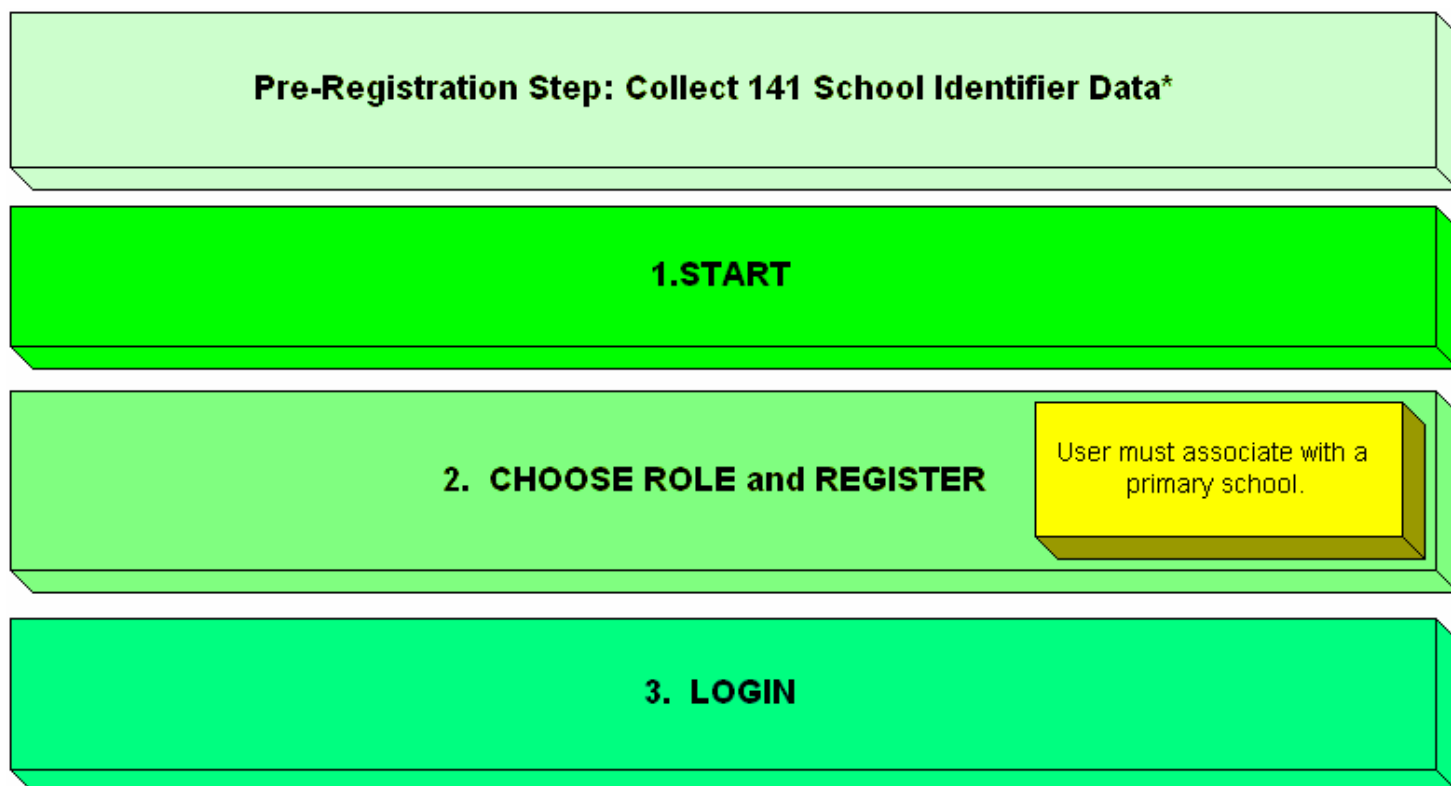 Pre-Registration Step: Collect 141 School Identifier Data*
1.START
2. CHOOSE ROLE and REGISTER
User must associate with a
primary school.
3. LOGIN